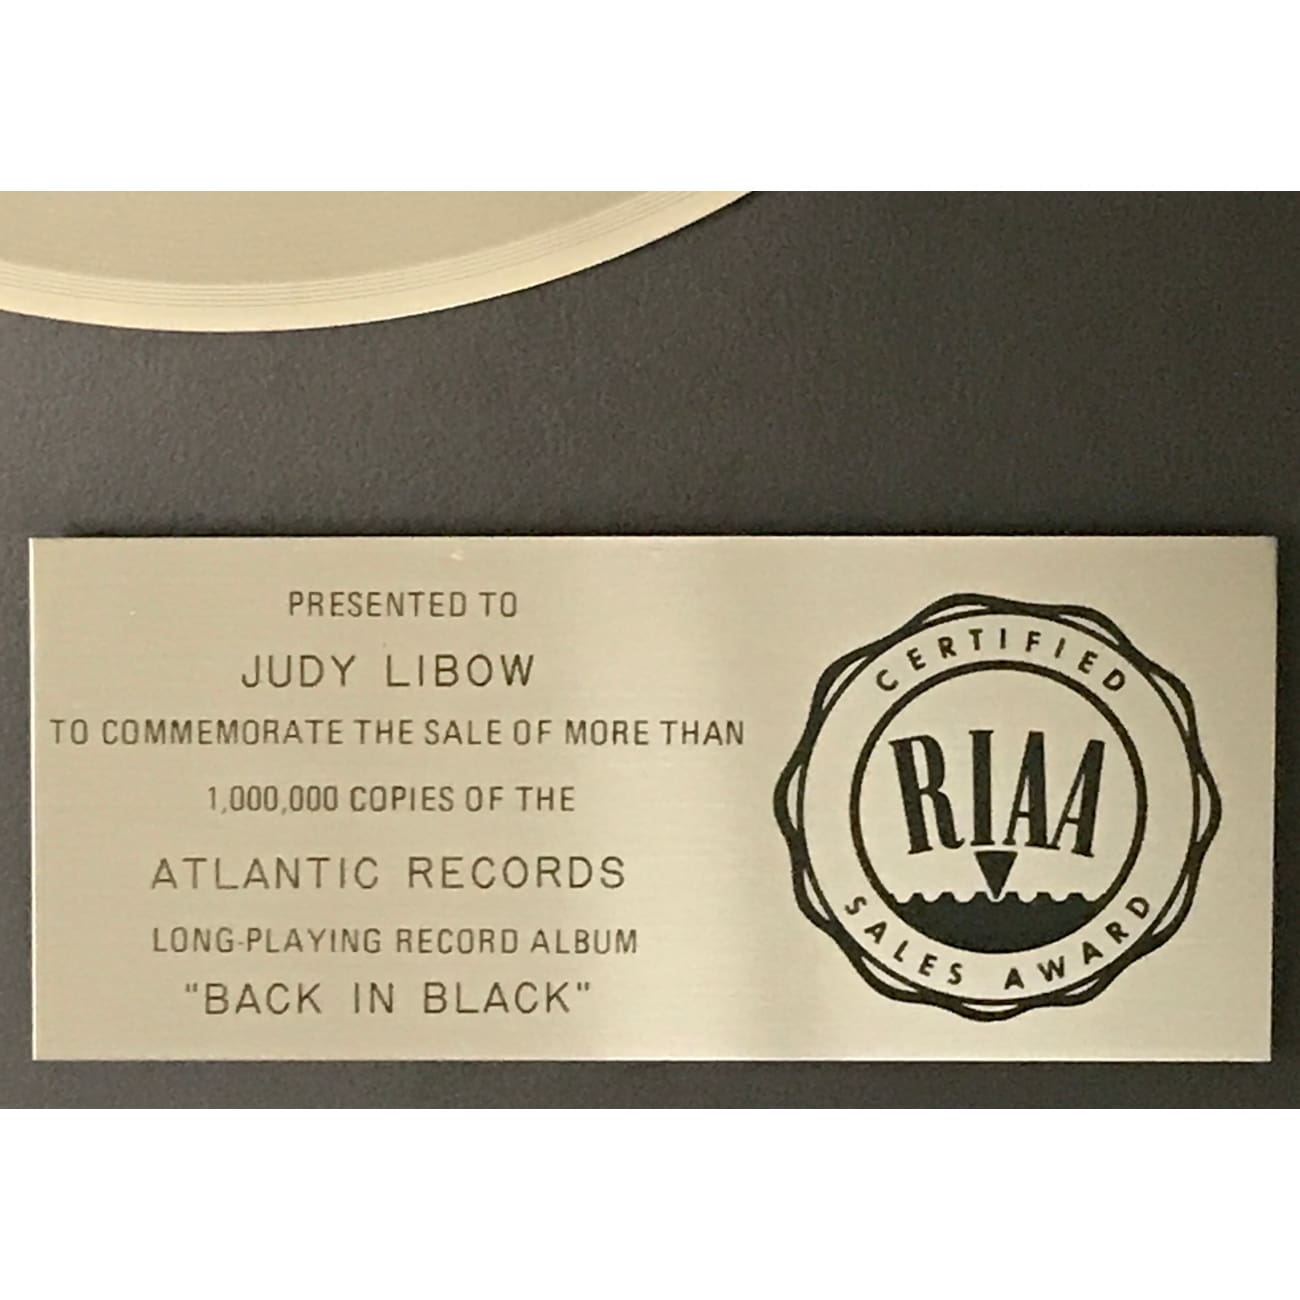 PRESENTED TO
JUDY LIBOW
TO COMMEMORATE THE SALE OF MORE THAN
1,000,000 COPIES OF THE
ATLANTIC RECORDS
LONG-PLAYING RECORD ALBUM
"BACK IN BLACK"
CERTIFIED
RIAA
SALES AWARD